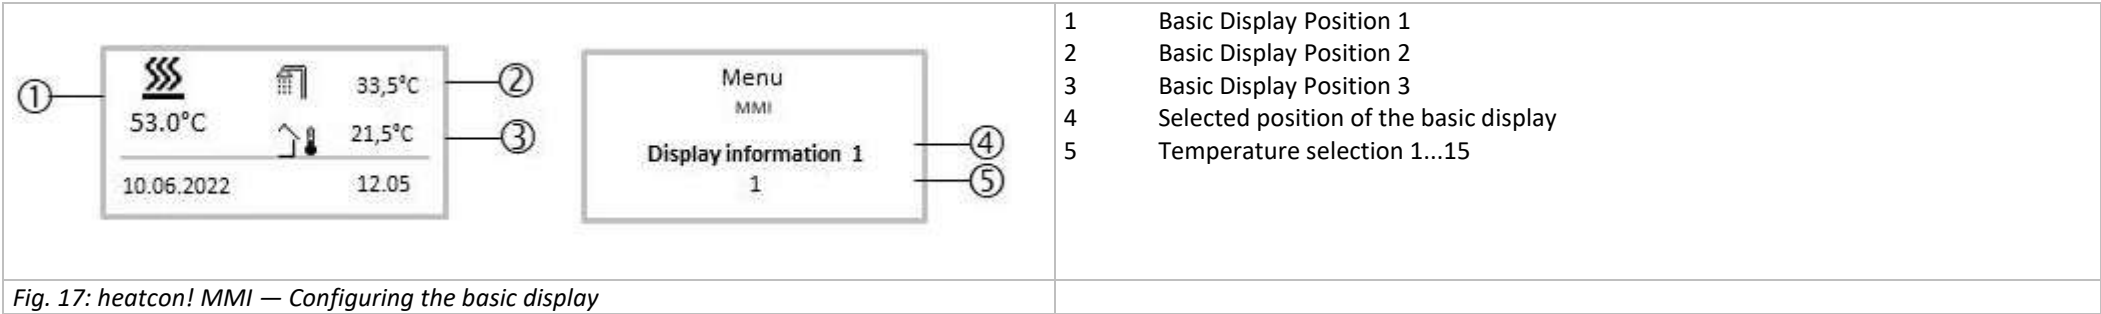 ① 53.0°C 33,5°C ②
21,5°C ③
10.06.2022 12.05
Menu
MMI
Display information 1 ④
1 ⑤
1 Basic Display Position 1
2 Basic Display Position 2
3 Basic Display Position 3
4 Selected position of the basic display
5 Temperature selection 1...15
Fig. 17: heatcon! MMI — Configuring the basic display